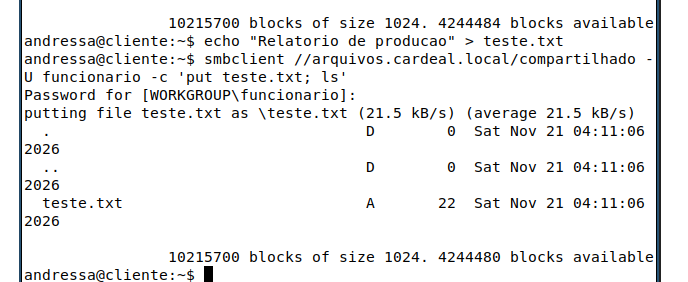 10215700 blocks of size 1024. 4244484 blocks available
andressa@cliente:~$ echo "Relatorio de producao" > teste.txt
andressa@cliente:~$ smbclient //arquivos.cardeal.local/compartilhado -
U funcionario -c 'put teste.txt; ls'
Password for [WORKGROUP\funcionario]:
putting file teste.txt as \teste.txt (21.5 kB/s) (average 21.5 kB/s)
. D 0 Sat Nov 21 04:11:06
2026
.. D 0 Sat Nov 21 04:11:06
2026
teste.txt A 22 Sat Nov 21 04:11:06
2026
10215700 blocks of size 1024. 4244480 blocks available
andressa@cliente:~$